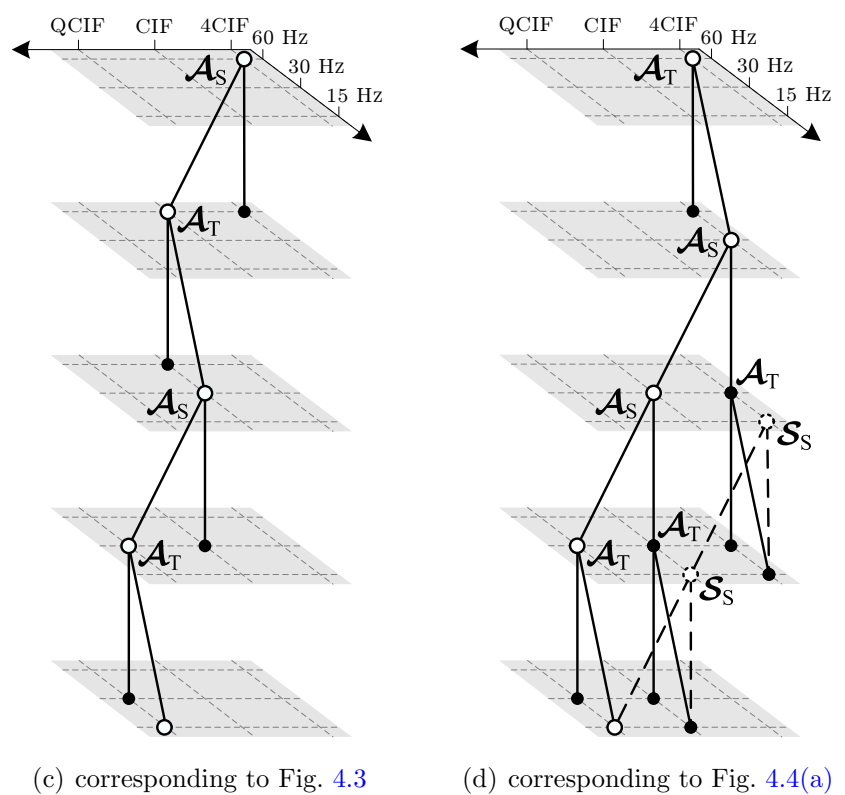 QCIF CIF 4CIF
60 Hz
30 Hz
15 Hz
𝓐S
𝓐T
𝓐S
𝓐T
(c) corresponding to Fig. 4.3
QCIF CIF 4CIF
60 Hz
30 Hz
15 Hz
𝓐T
𝓐S
𝓐T
𝓐S
𝓢S
𝓐T
𝓐T
𝓢S
(d) corresponding to Fig. 4.4(a)